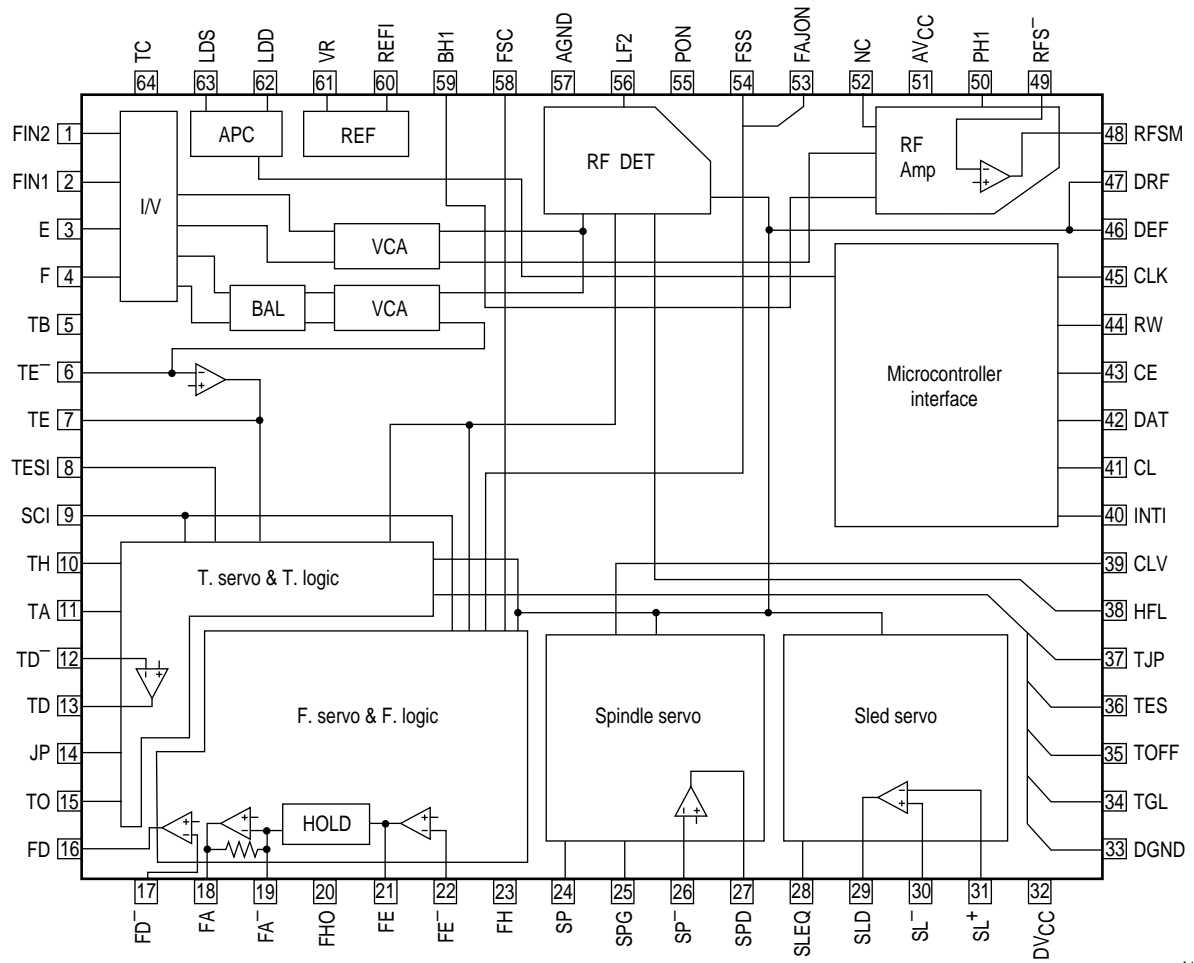 TC LDS LDD VR REFI BH1 FSC AGND LF2 PON FSS FAJON NC AVCC PH1 RFS−
64 63 62 61 60 59 58 57 56 55 54 53 52 51 50 49
FIN2 1
FIN1 2
E 3
F 4
TB 5
TE− 6
TE 7
TESI 8
SCI 9
TH 10
TA 11
TD− 12
TD 13
JP 14
TO 15
FD 16
APC
REF
I/V
VCA
BAL
VCA
− +
RF DET
RF
Amp
− +
Microcontroller
interface
T. servo & T. logic
− +
F. servo & F. logic
HOLD
+ −
+ −
+ −
Spindle servo
− +
Sled servo
− +
48 RFSM
47 DRF
46 DEF
45 CLK
44 RW
43 CE
42 DAT
41 CL
40 INTI
39 CLV
38 HFL
37 TJP
36 TES
35 TOFF
34 TGL
33 DGND
17 18 19 20 21 22 23 24 25 26 27 28 29 30 31 32
FD− FA FA− FHO FE FE− FH SP SPG SP− SPD SLEQ SLD SL− SL+ DVCC